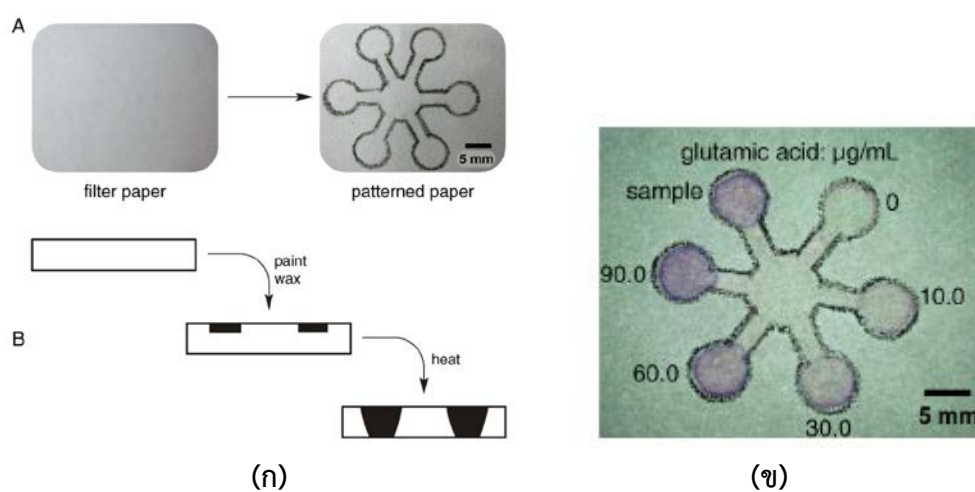 A
5 mm
filter paper
patterned paper
paint
wax
B
heat
(ก)
glutamic acid: µg/mL
sample
0
90.0
10.0
60.0
30.0
5 mm
(ข)